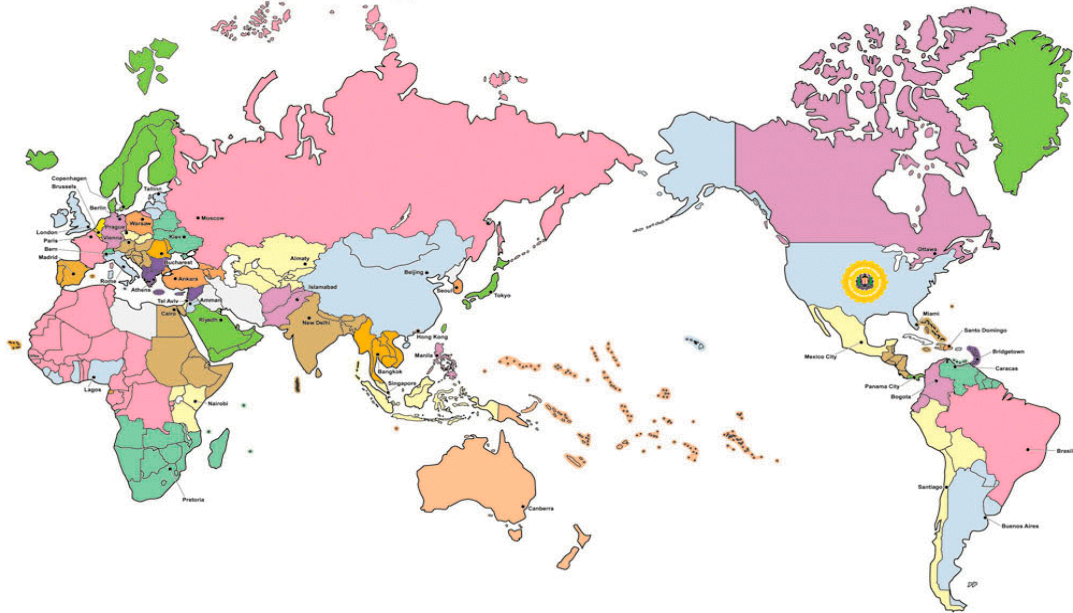 Copenhagen
Brussels
Tallinn
Berlin
London
Paris
Bern
Madrid
Prague
Warsaw
Vienna
Kiev
Bucharest
Rome
Athens
Ankara
Moscow
Almaty
Islamabad
Tel Aviv
Amman
Cairo
Riyadh
New Delhi
Beijing
Seoul
Tokyo
Hong Kong
Manila
Bangkok
Singapore
Lagos
Nairobi
Pretoria
Canberra
Ottawa
Miami
Mexico City
Santo Domingo
Bridgetown
Caracas
Panama City
Bogota
Brasil
Santiago
Buenos Aires